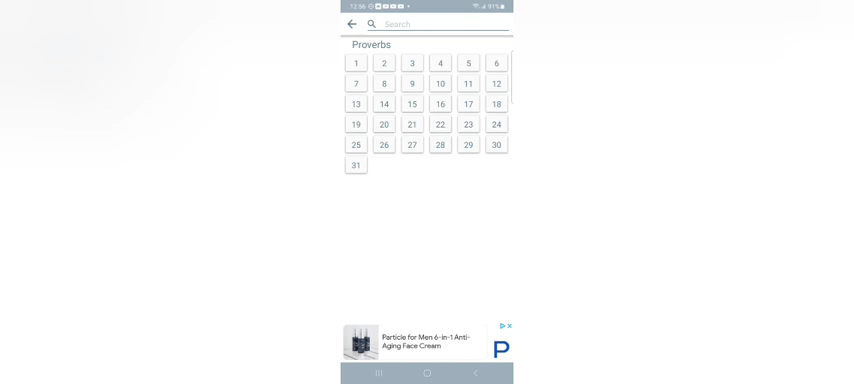 12:56 91%
Search
Proverbs
1 2 3 4 5 6
7 8 9 10 11 12
13 14 15 16 17 18
19 20 21 22 23 24
25 26 27 28 29 30
31
Particle for Men 6-in-1 Anti-
Aging Face Cream
P